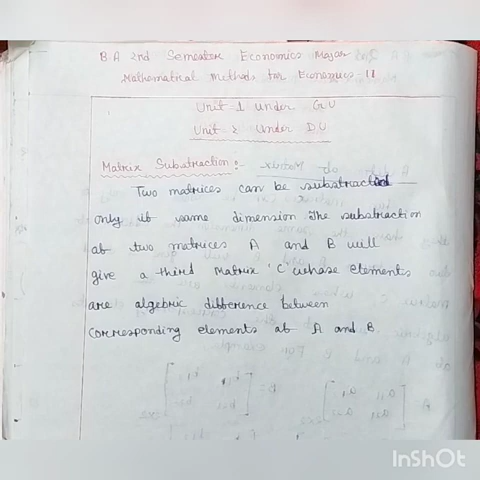 BA 2nd Semester Economics Major
Mathematical Methods for Economics II
Unit - 1 under GU
Unit 2 Under DU
Matrix Substraction :-
Two matrices can be substracted
only if same dimension The substraction
of two matrices A and B will
give a third Matrix 'C' whose elements
are algebric difference between
corresponding elements of A and B
InShOt